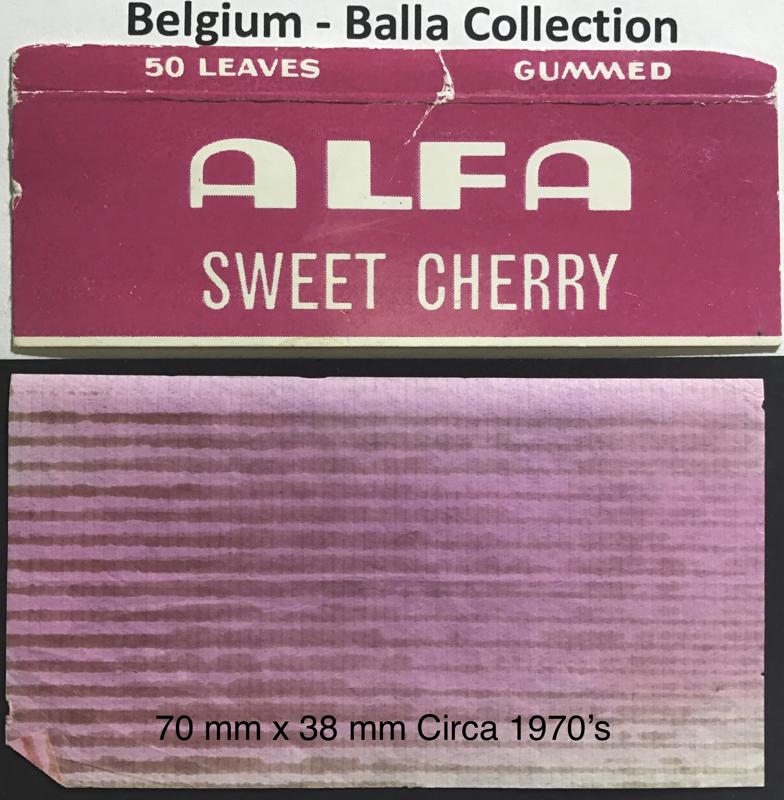 Belgium - Balla Collection
50 LEAVES GUMMED
ALFA
SWEET CHERRY
70 mm x 38 mm Circa 1970's